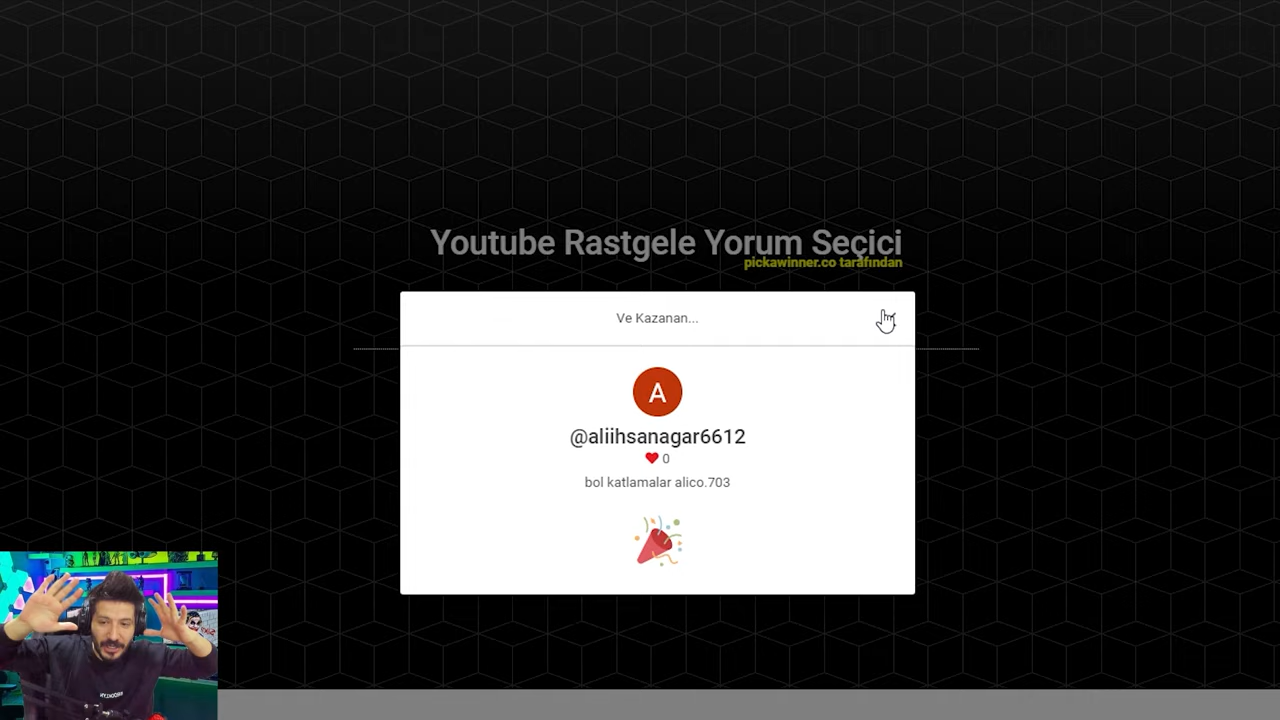 Youtube Rastgele Yorum Seçici
pickawinner.co tarafından
Ve Kazanan...
A
@aliihsanagar6612
0
bol katlamalar alico.703